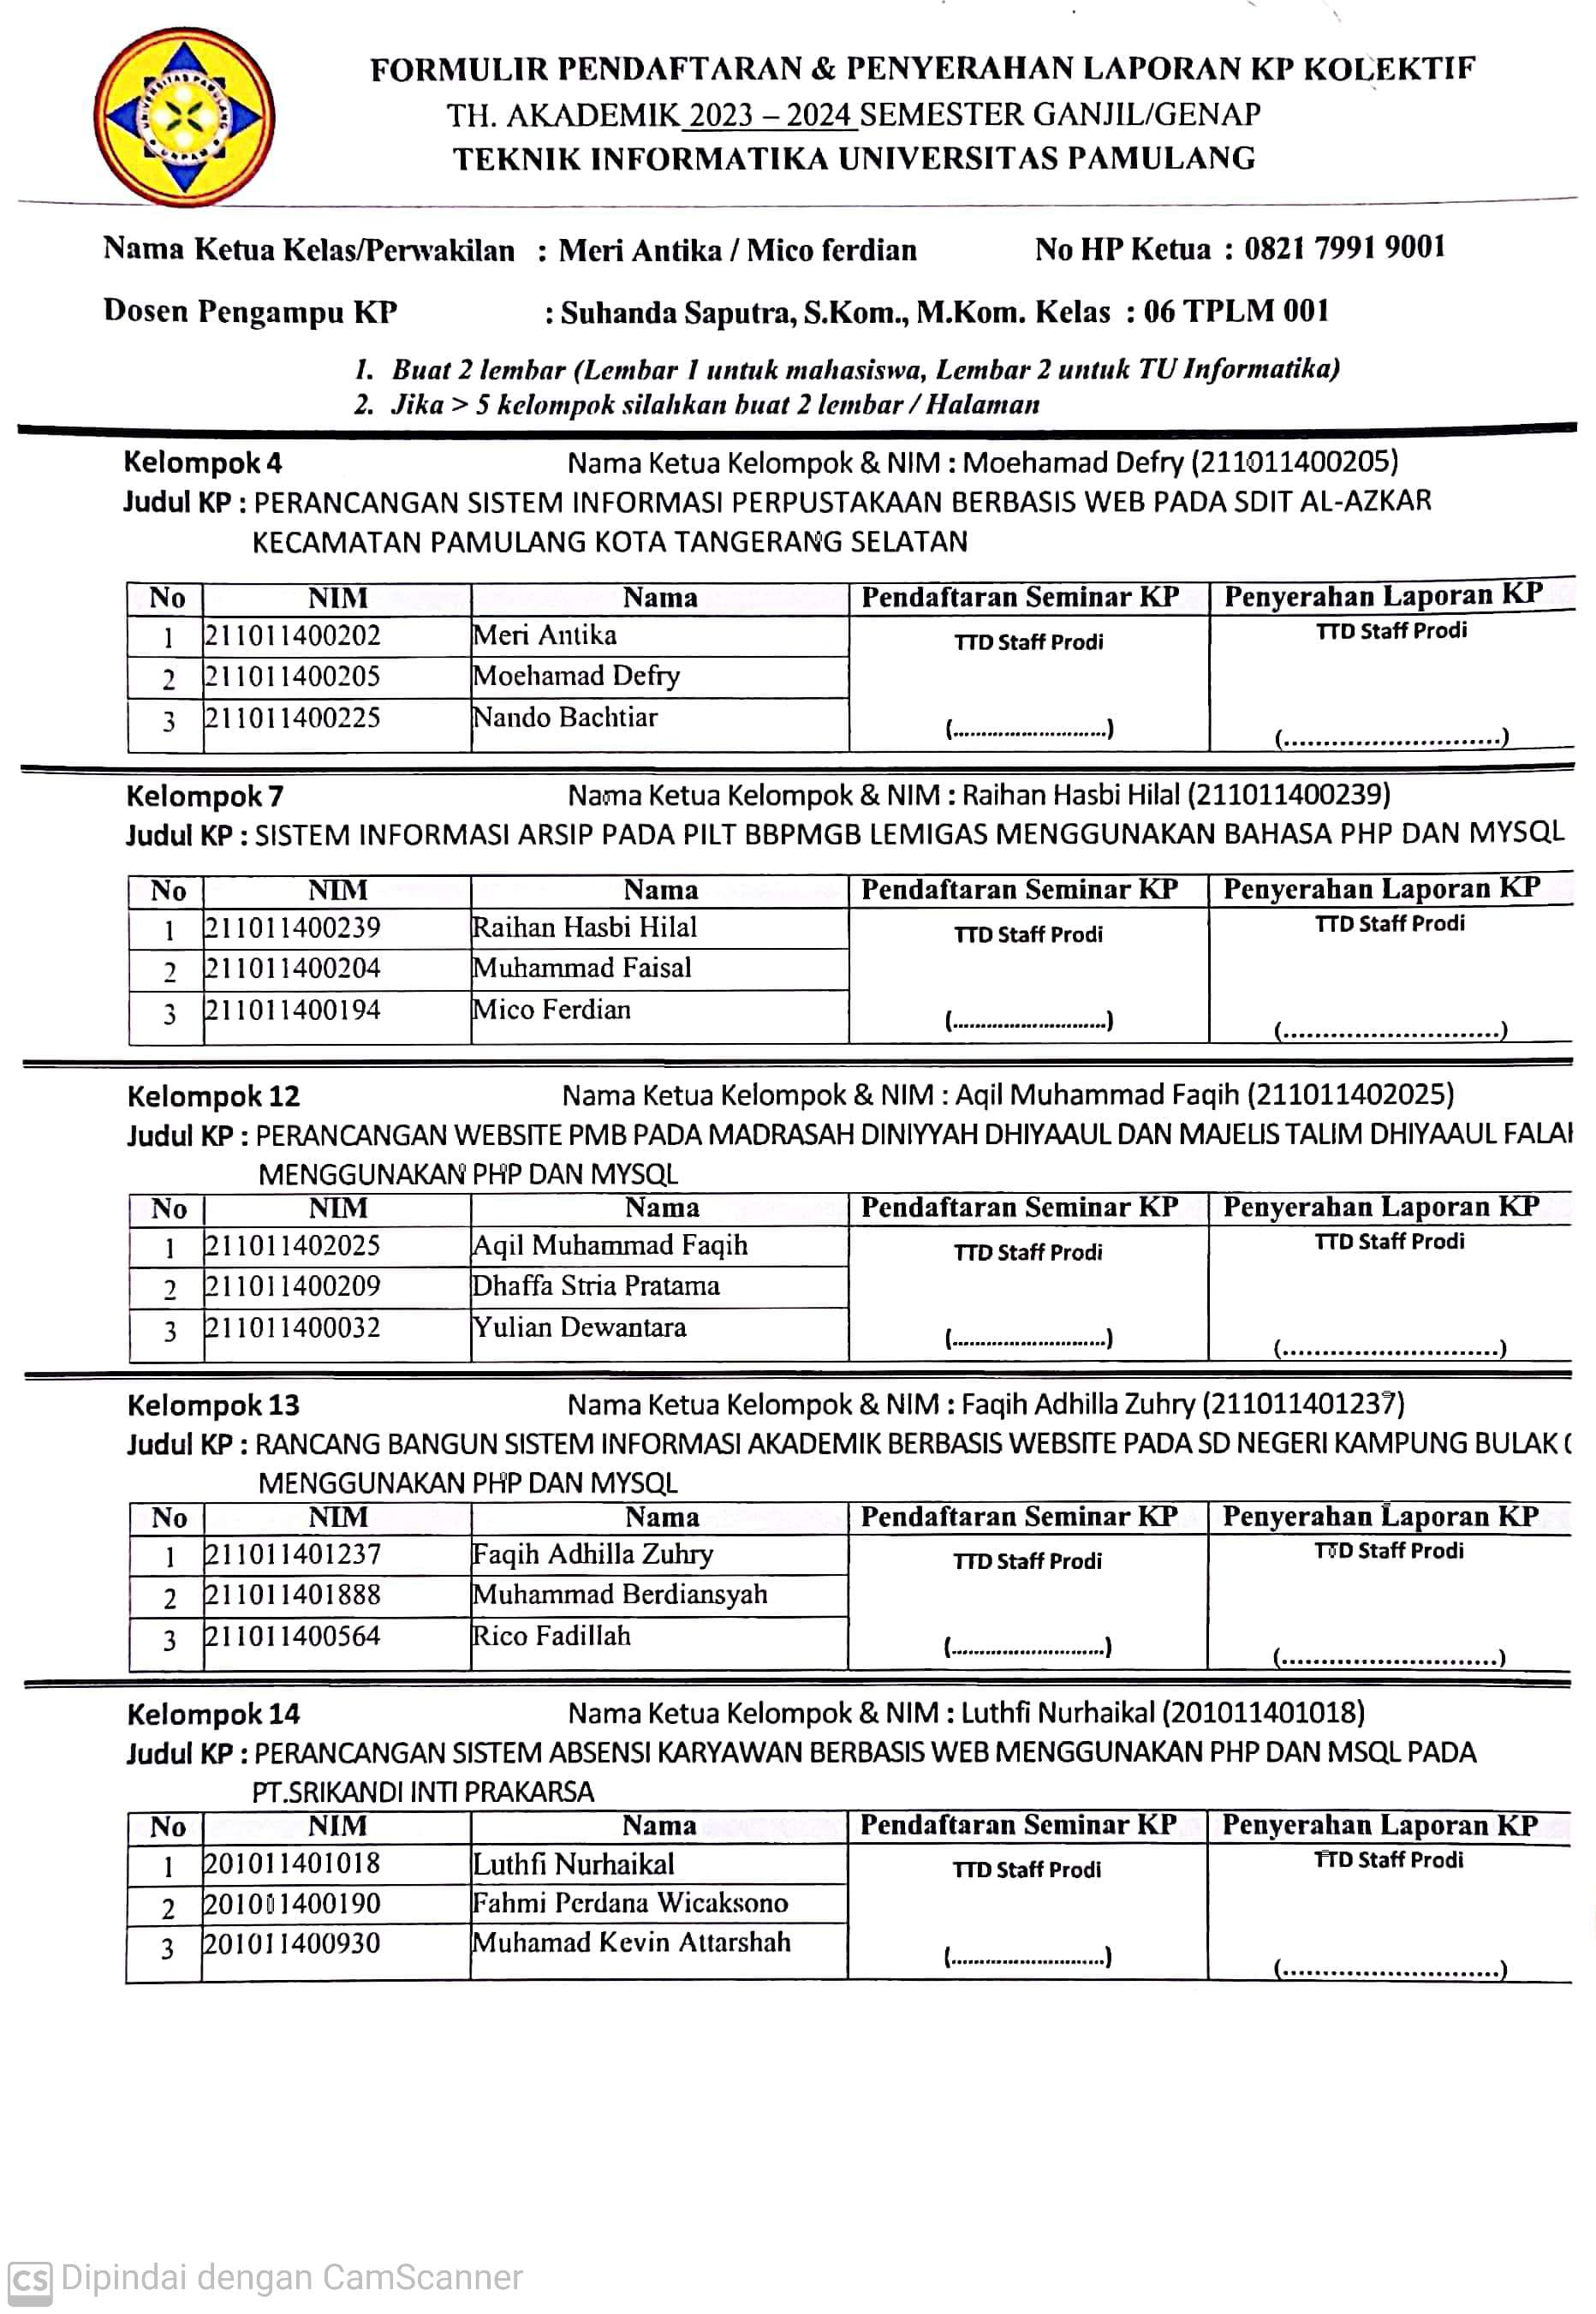 UNIVERSITAS PAMULANG
UNPAM
FORMULIR PENDAFTARAN & PENYERAHAN LAPORAN KP KOLEKTIF
TH. AKADEMIK 2023 – 2024 SEMESTER GANJIL/GENAP
TEKNIK INFORMATIKA UNIVERSITAS PAMULANG
Nama Ketua Kelas/Perwakilan : Meri Antika / Mico ferdian No HP Ketua : 0821 7991 9001
Dosen Pengampu KP : Suhanda Saputra, S.Kom., M.Kom. Kelas : 06 TPLM 001
1. Buat 2 lembar (Lembar 1 untuk mahasiswa, Lembar 2 untuk TU Informatika)
2. Jika > 5 kelompok silahkan buat 2 lembar / Halaman
Kelompok 4 Nama Ketua Kelompok & NIM : Moehamad Defry (211011400205)
Judul KP : PERANCANGAN SISTEM INFORMASI PERPUSTAKAAN BERBASIS WEB PADA SDIT AL-AZKAR
KECAMATAN PAMULANG KOTA TANGERANG SELATAN
No NIM Nama Pendaftaran Seminar KP Penyerahan Laporan KP
1 211011400202 Meri Antika TTD Staff Prodi TTD Staff Prodi
2 211011400205 Moehamad Defry
3 211011400225 Nando Bachtiar (...........................) (...........................)
Kelompok 7 Nama Ketua Kelompok & NIM : Raihan Hasbi Hilal (211011400239)
Judul KP : SISTEM INFORMASI ARSIP PADA PILT BBPMGB LEMIGAS MENGGUNAKAN BAHASA PHP DAN MYSQL
No NIM Nama Pendaftaran Seminar KP Penyerahan Laporan KP
1 211011400239 Raihan Hasbi Hilal TTD Staff Prodi TTD Staff Prodi
2 211011400204 Muhammad Faisal
3 211011400194 Mico Ferdian (...........................) (...........................)
Kelompok 12 Nama Ketua Kelompok & NIM : Aqil Muhammad Faqih (211011402025)
Judul KP : PERANCANGAN WEBSITE PMB PADA MADRASAH DINIYYAH DHIYAAUL DAN MAJELIS TALIM DHIYAAUL FALAH
MENGGUNAKAN PHP DAN MYSQL
No NIM Nama Pendaftaran Seminar KP Penyerahan Laporan KP
1 211011402025 Aqil Muhammad Faqih TTD Staff Prodi TTD Staff Prodi
2 211011400209 Dhaffa Stria Pratama
3 211011400032 Yulian Dewantara (...........................) (...........................)
Kelompok 13 Nama Ketua Kelompok & NIM : Faqih Adhilla Zuhry (211011401237)
Judul KP : RANCANG BANGUN SISTEM INFORMASI AKADEMIK BERBASIS WEBSITE PADA SD NEGERI KAMPUNG BULAK
MENGGUNAKAN PHP DAN MYSQL
No NIM Nama Pendaftaran Seminar KP Penyerahan Laporan KP
1 211011401237 Faqih Adhilla Zuhry TTD Staff Prodi TTD Staff Prodi
2 211011401888 Muhammad Berdiansyah
3 211011400564 Rico Fadillah (...........................) (...........................)
Kelompok 14 Nama Ketua Kelompok & NIM : Luthfi Nurhaikal (201011401018)
Judul KP : PERANCANGAN SISTEM ABSENSI KARYAWAN BERBASIS WEB MENGGUNAKAN PHP DAN MSQL PADA
PT.SRIKANDI INTI PRAKARSA
No NIM Nama Pendaftaran Seminar KP Penyerahan Laporan KP
1 201011401018 Luthfi Nurhaikal TTD Staff Prodi TTD Staff Prodi
2 201011400190 Fahmi Perdana Wicaksono
3 201011400930 Muhamad Kevin Attarshah (...........................) (...........................)
CS Dipindai dengan CamScanner